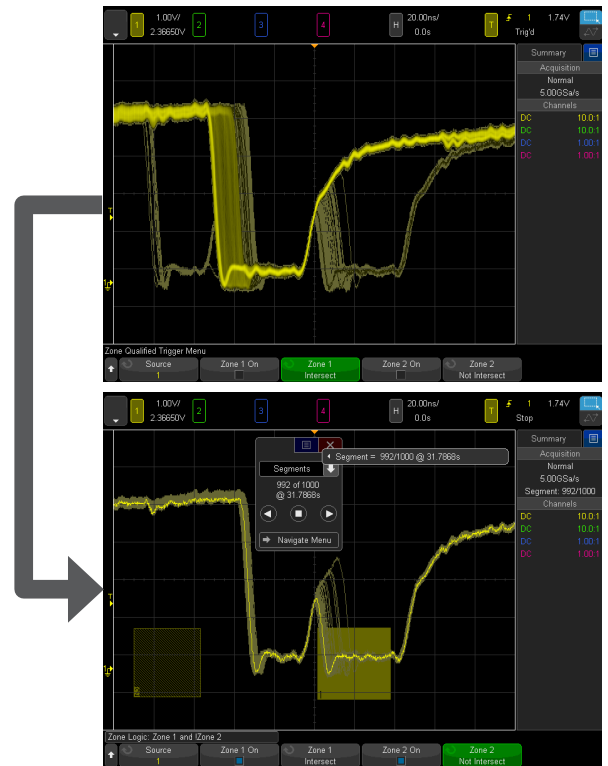 1 1.00V/ 2 3 4 H 20.00ns/ T 1 1.74V
2.36650V 0.0s Trig'd
Summary
Acquisition
Normal
5.00GSa/s
Channels
DC 10.0:1
DC 10.0:1
DC 1.00:1
DC 1.00:1
T
1
Zone Qualified Trigger Menu
Source Zone 1 On Zone 1 Zone 2 On Zone 2
1 Intersect Not Intersect
1 1.00V/ 2 3 4 H 20.00ns/ T 1 1.74V
2.36650V 0.0s Stop
Summary
Acquisition
Normal
5.00GSa/s
Segment: 992/1000
Channels
DC 10.0:1
DC 10.0:1
DC 1.00:1
DC 1.00:1
Segment = 992/1000 @ 31.7868s
Segments
992 of 1000
@ 31.7868s
Navigate Menu
T
1
Zone Logic: Zone 1 and !Zone 2
Source Zone 1 On Zone 1 Zone 2 On Zone 2
1 Intersect Not Intersect